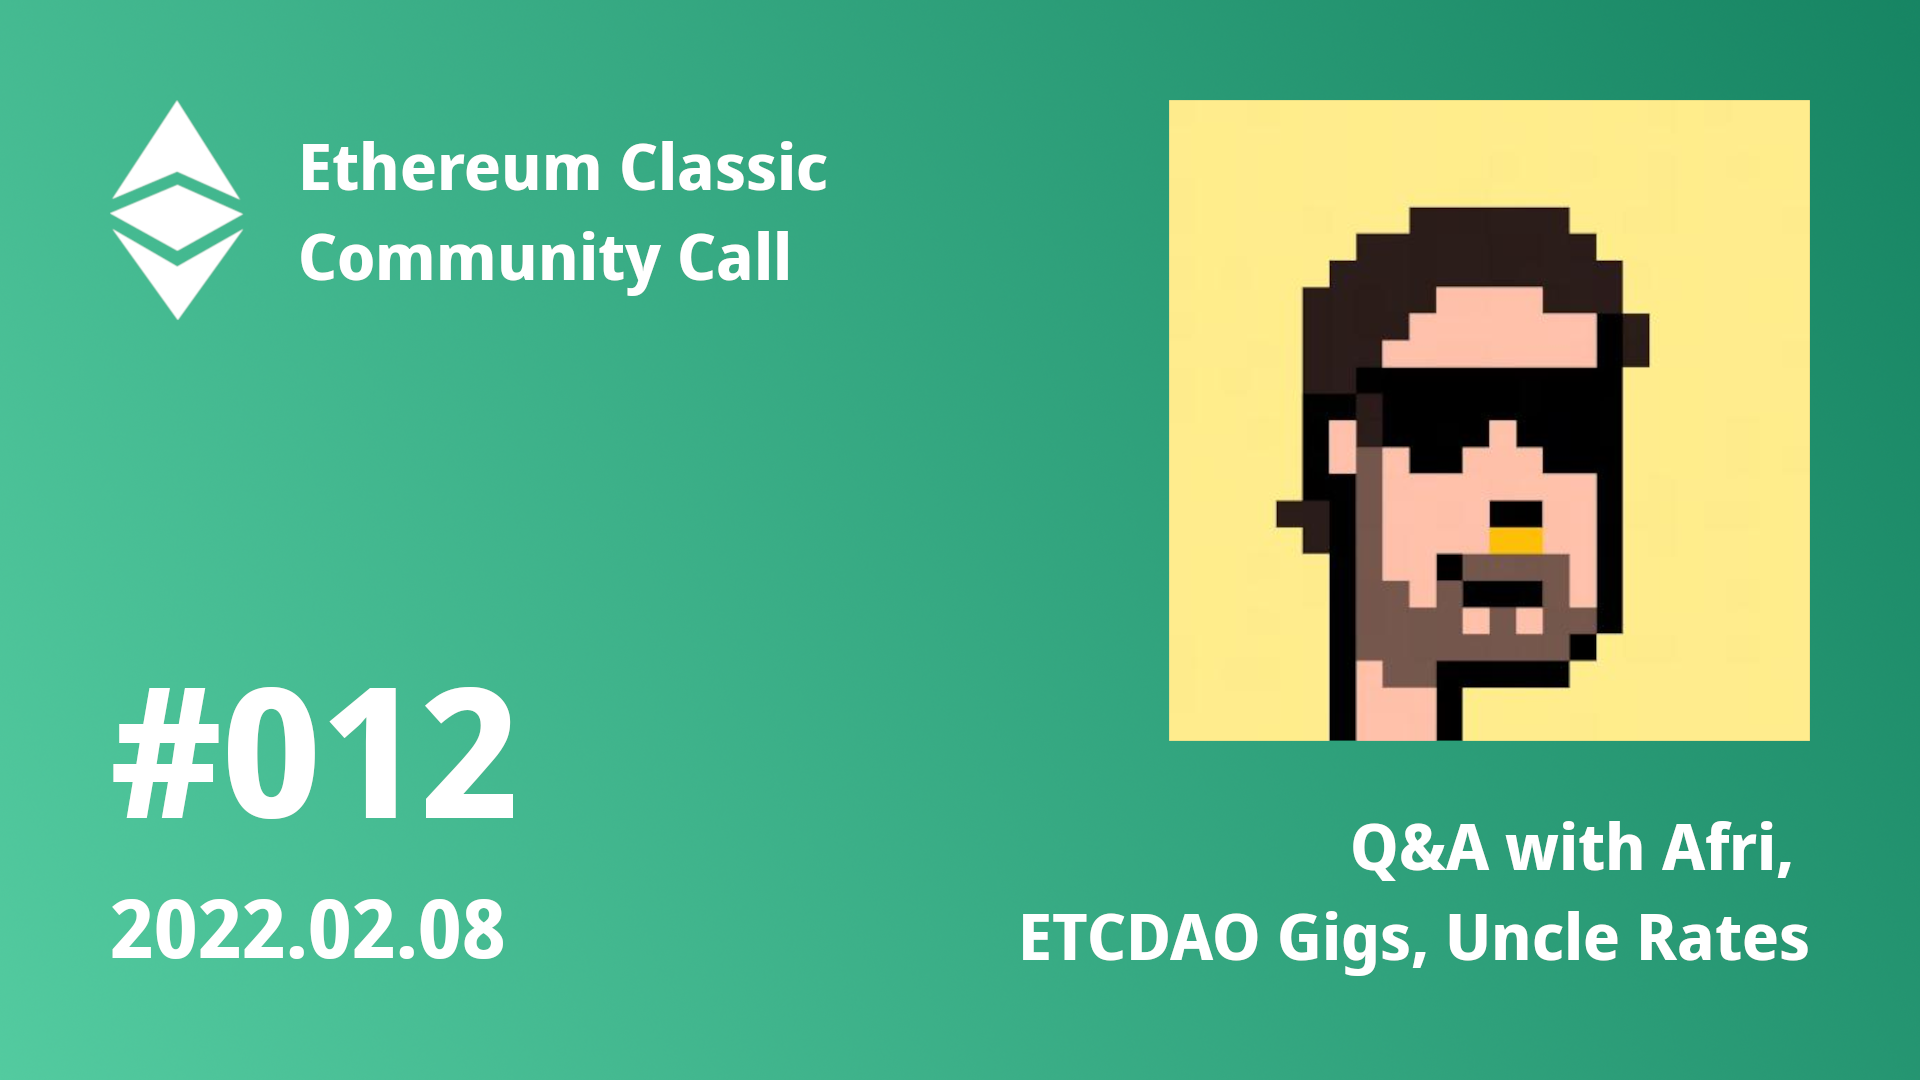 Ethereum Classic
Community Call
#012
2022.02.08
Q&A with Afri,
ETCDAO Gigs, Uncle Rates